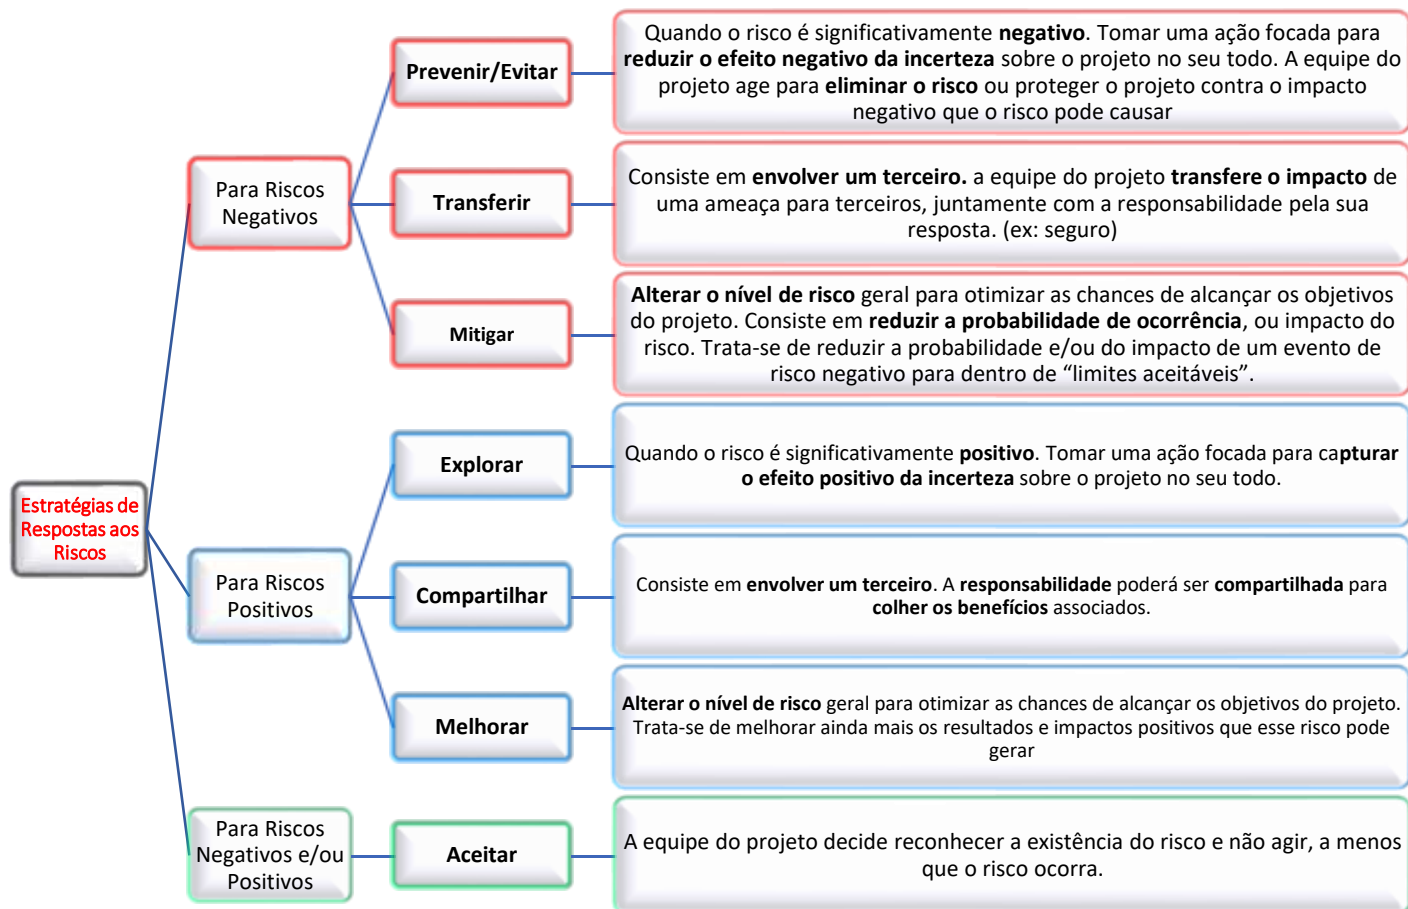 Estratégias de
Respostas aos
Riscos
Para Riscos
Negativos
Prevenir/Evitar
Quando o risco é significativamente negativo. Tomar uma ação focada para
reduzir o efeito negativo da incerteza sobre o projeto no seu todo. A equipe do
projeto age para eliminar o risco ou proteger o projeto contra o impacto
negativo que o risco pode causar
Transferir
Consiste em envolver um terceiro. a equipe do projeto transfere o impacto de
uma ameaça para terceiros, juntamente com a responsabilidade pela sua
resposta. (ex: seguro)
Mitigar
Alterar o nível de risco geral para otimizar as chances de alcançar os objetivos
do projeto. Consiste em reduzir a probabilidade de ocorrência, ou impacto do
risco. Trata-se de reduzir a probabilidade e/ou do impacto de um evento de
risco negativo para dentro de “limites aceitáveis”.
Para Riscos
Positivos
Explorar
Quando o risco é significativamente positivo. Tomar uma ação focada para capturar
o efeito positivo da incerteza sobre o projeto no seu todo.
Compartilhar
Consiste em envolver um terceiro. A responsabilidade poderá ser compartilhada para
colher os benefícios associados.
Melhorar
Alterar o nível de risco geral para otimizar as chances de alcançar os objetivos do projeto.
Trata-se de melhorar ainda mais os resultados e impactos positivos que esse risco pode
gerar
Para Riscos
Negativos e/ou
Positivos
Aceitar
A equipe do projeto decide reconhecer a existência do risco e não agir, a menos
que o risco ocorra.